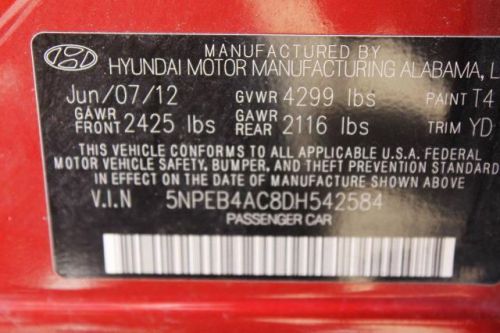 MANUFACTURED BY
HYUNDAI MOTOR MANUFACTURING ALABAMA, L
Jun/07/12 GVWR 4299 lbs PAINT T4
GAWR FRONT 2425 lbs GAWR REAR 2116 lbs TRIM YD
THIS VEHICLE CONFORMS TO ALL APPLICABLE U.S.A. FEDERAL
MOTOR VEHICLE SAFETY, BUMPER, AND THEFT PREVENTION STANDARDS
IN EFFECT ON THE DATE OF MANUFACTURE SHOWN ABOVE.
V.I.N 5NPEB4AC8DH542584
PASSENGER CAR